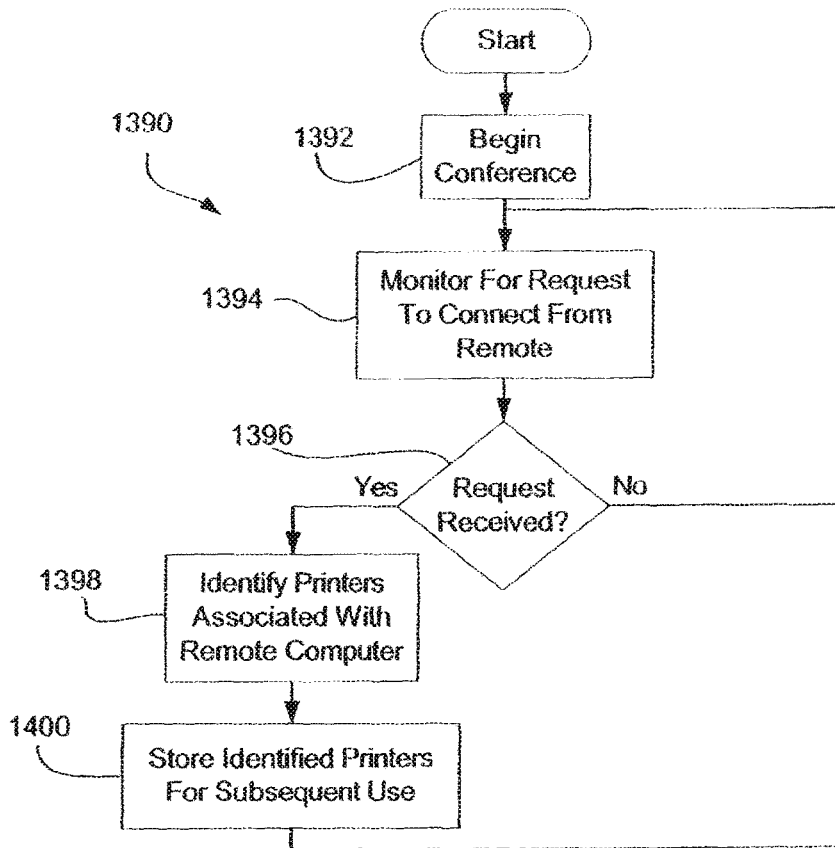 Start
1390
1392
Begin
Conference
1394
Monitor For Request
To Connect From
Remote
1396
Yes
Request
Received?
No
1398
Identify Printers
Associated With
Remote Computer
1400
Store Identified Printers
For Subsequent Use